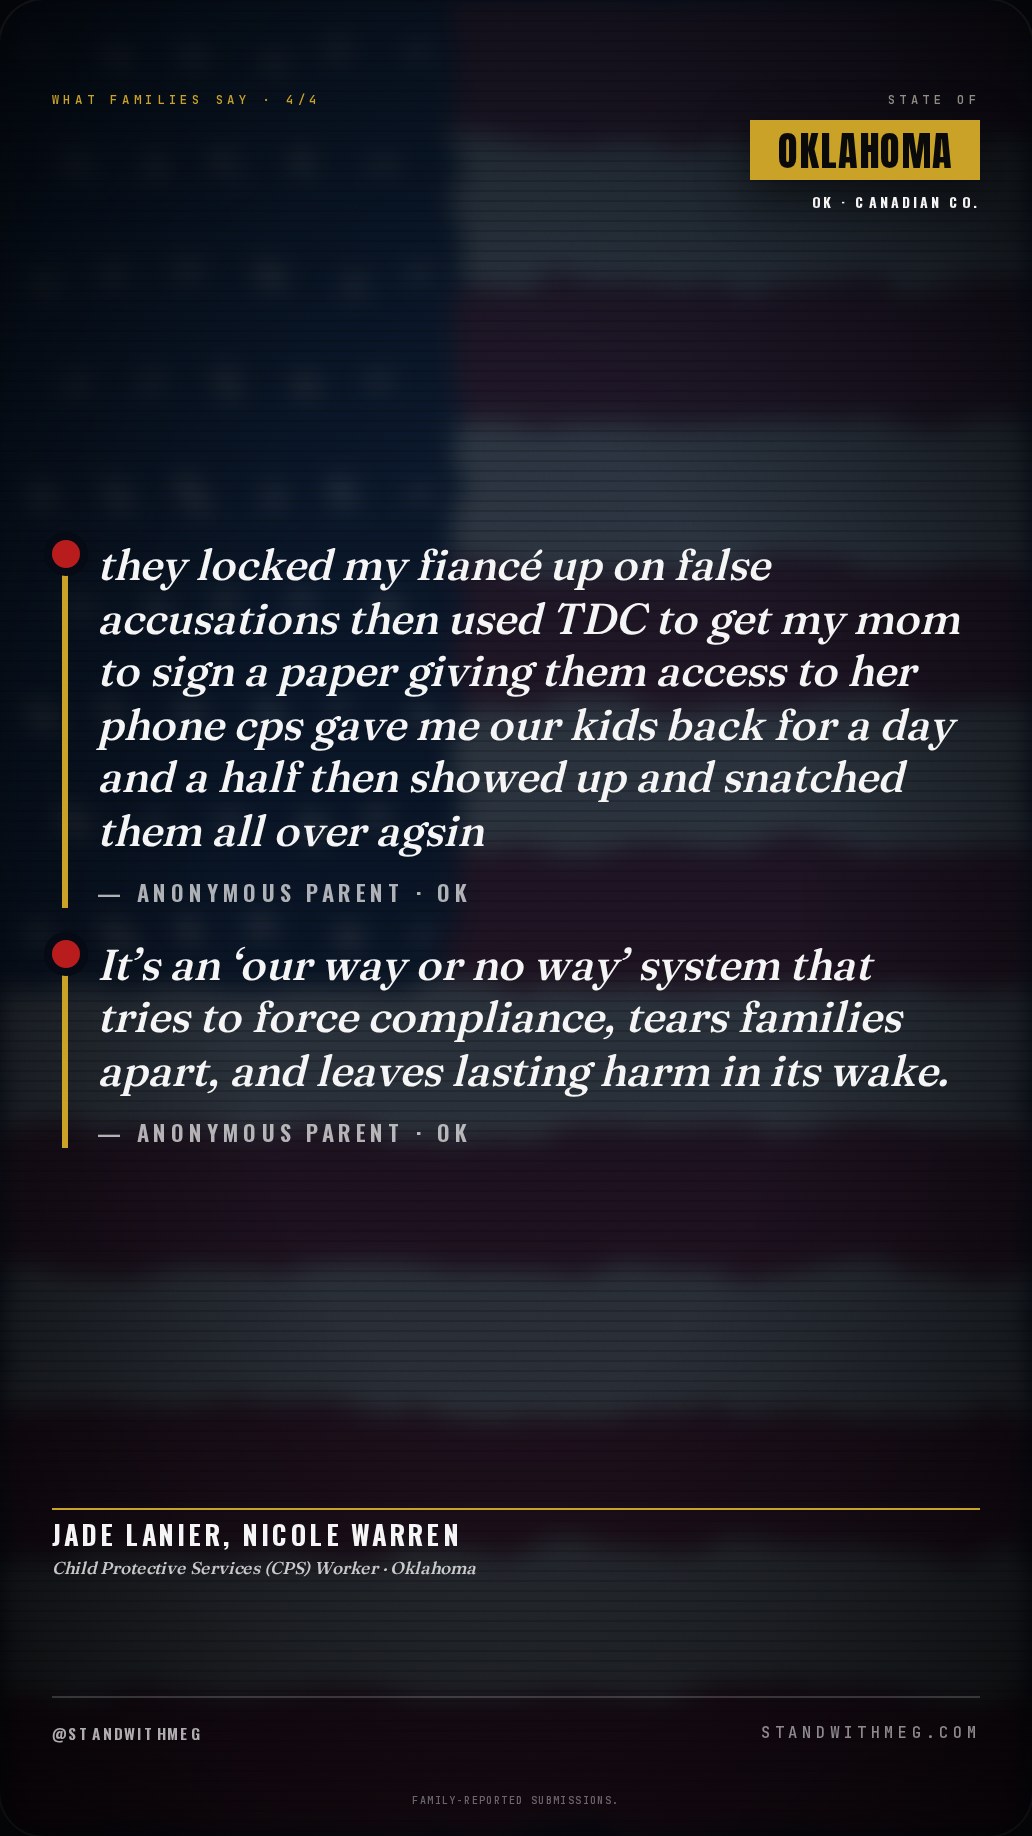 WHAT FAMILIES SAY · 4/4
STATE OF
OKLAHOMA
OK · CANADIAN CO.
they locked my fiancé up on false
accusations then used TDC to get my mom
to sign a paper giving them access to her
phone cps gave me our kids back for a day
and a half then showed up and snatched
them all over agsin
— ANONYMOUS PARENT · OK
It’s an ‘our way or no way’ system that
tries to force compliance, tears families
apart, and leaves lasting harm in its wake.
— ANONYMOUS PARENT · OK
JADE LANIER, NICOLE WARREN
Child Protective Services (CPS) Worker · Oklahoma
@STANDWITHMEG
STANDWITHMEG.COM
FAMILY-REPORTED SUBMISSIONS.